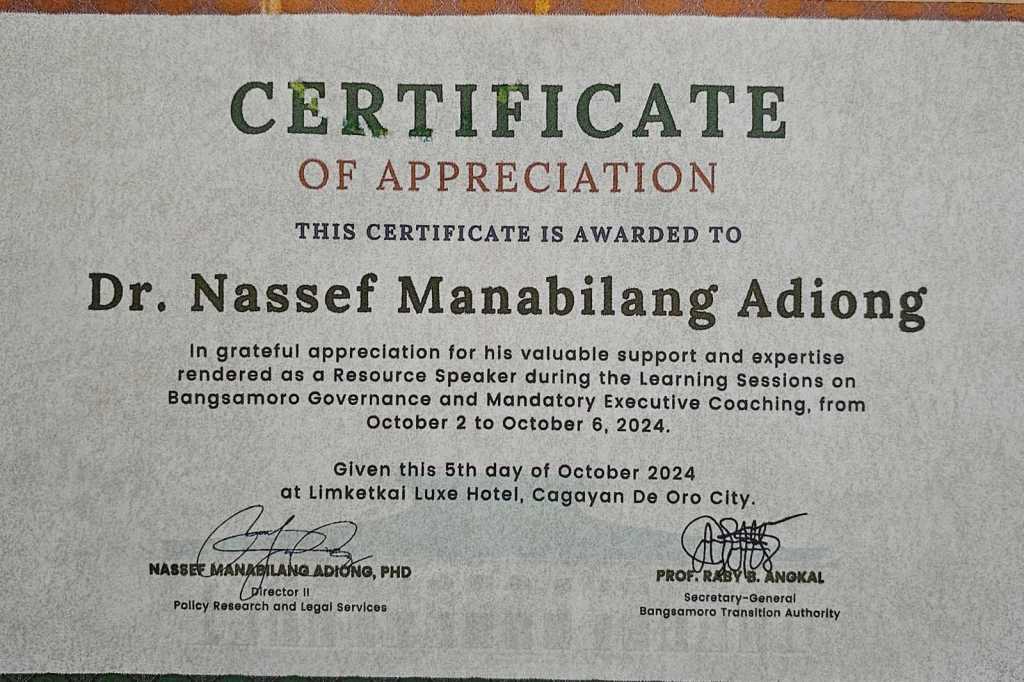 CERTIFICATE
OF APPRECIATION
THIS CERTIFICATE IS AWARDED TO
Dr. Nassef Manabilang Adiong
In grateful appreciation for his valuable support and expertise
rendered as a Resource Speaker during the Learning Sessions on
Bangsamoro Governance and Mandatory Executive Coaching, from
October 2 to October 6, 2024.
Given this 5th day of October 2024
at Limketkai Luxe Hotel, Cagayan De Oro City.
NASSEF MANABILANG ADIONG, PHD
Director II
Policy Research and Legal Services
PROF. RABY B. ANGKAL
Secretary-General
Bangsamoro Transition Authority